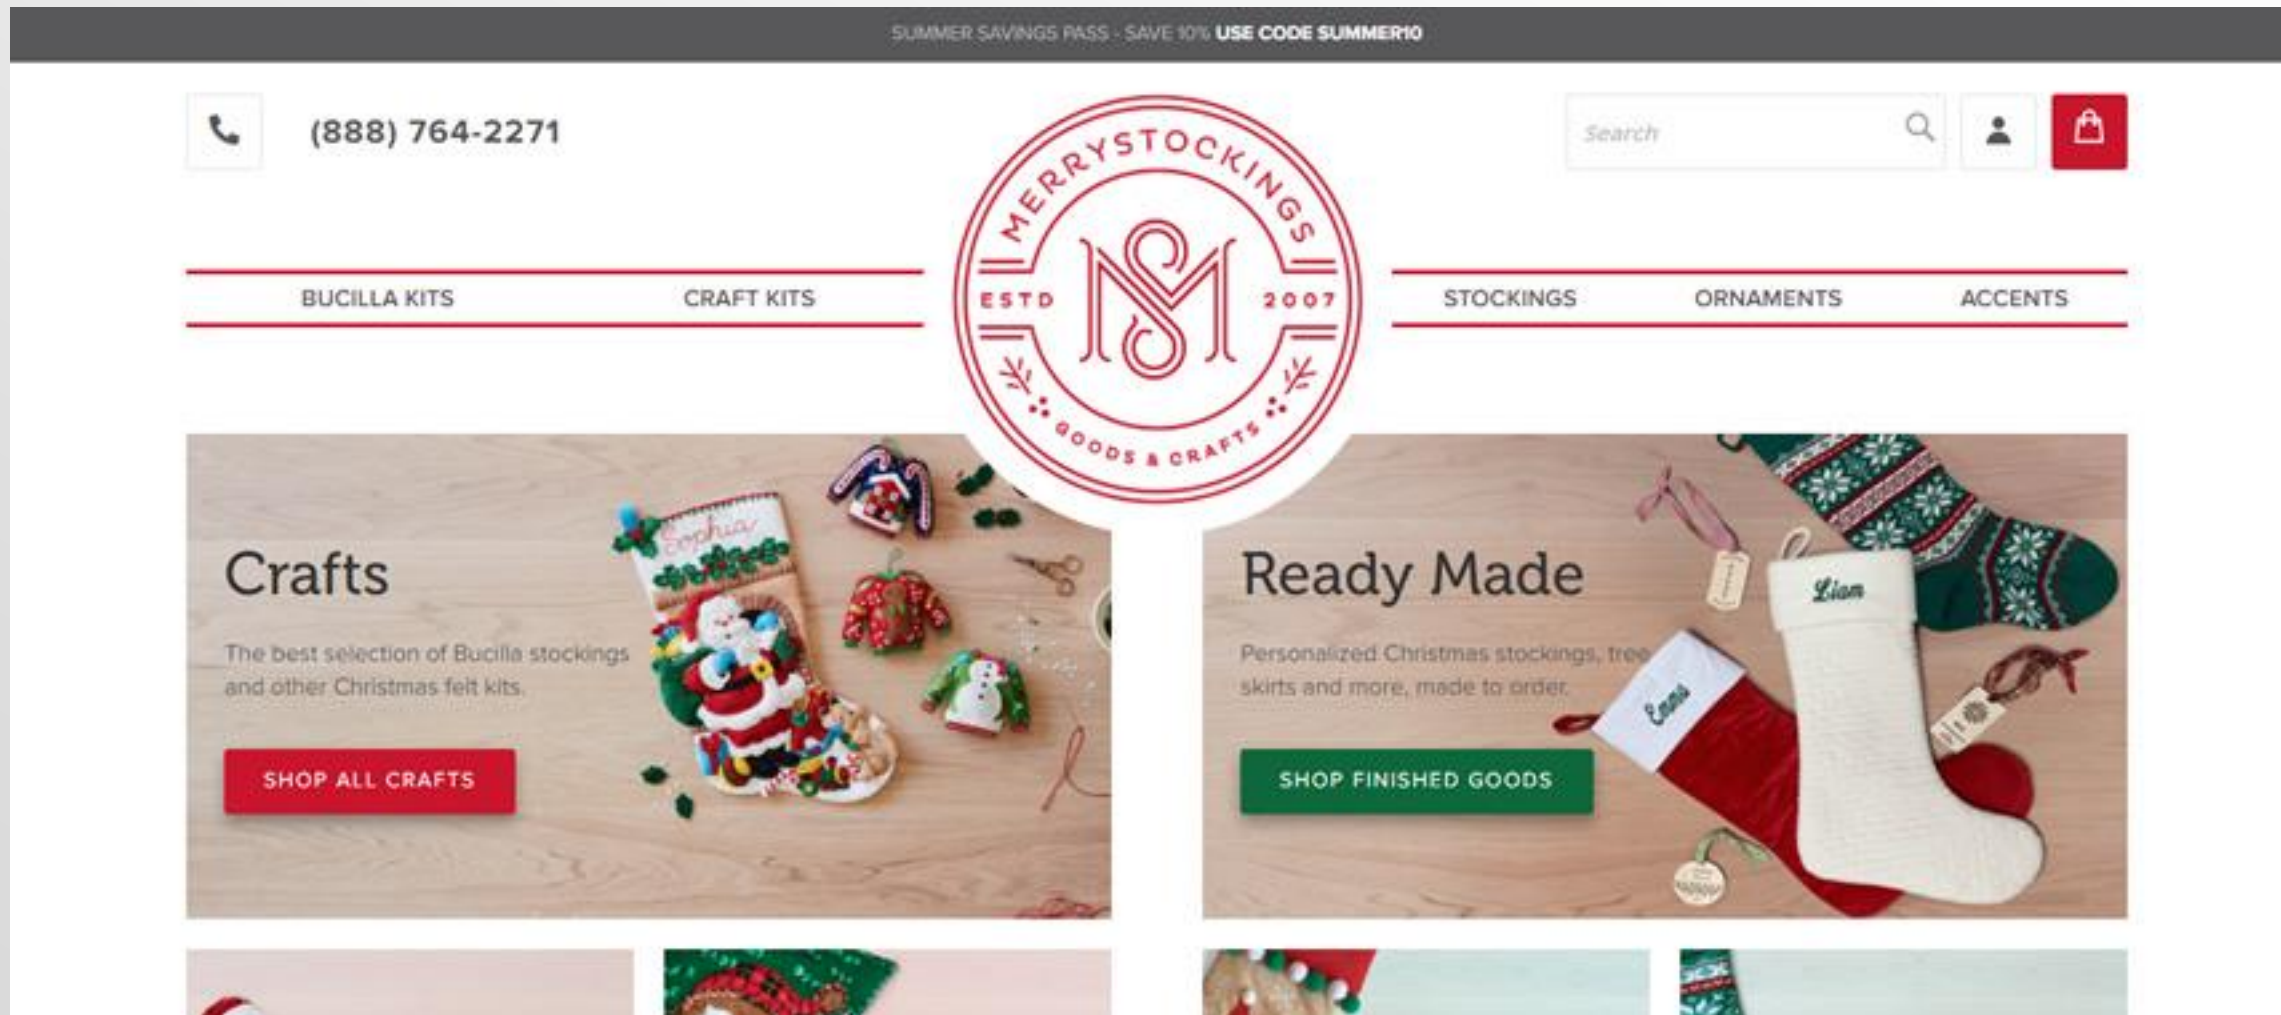 SUMMER SAVINGS PASS - SAVE 10% USE CODE SUMMER10
(888) 764-2271
Search
MERRYSTOCKINGS
ESTD
2007
GOODS & CRAFTS
BUCILLA KITS
CRAFT KITS
STOCKINGS
ORNAMENTS
ACCENTS
Crafts
The best selection of Bucilla stockings
and other Christmas felt kits.
SHOP ALL CRAFTS
Sophia
Ready Made
Personalized Christmas stockings, tree
skirts and more, made to order.
SHOP FINISHED GOODS
Liam
Emma